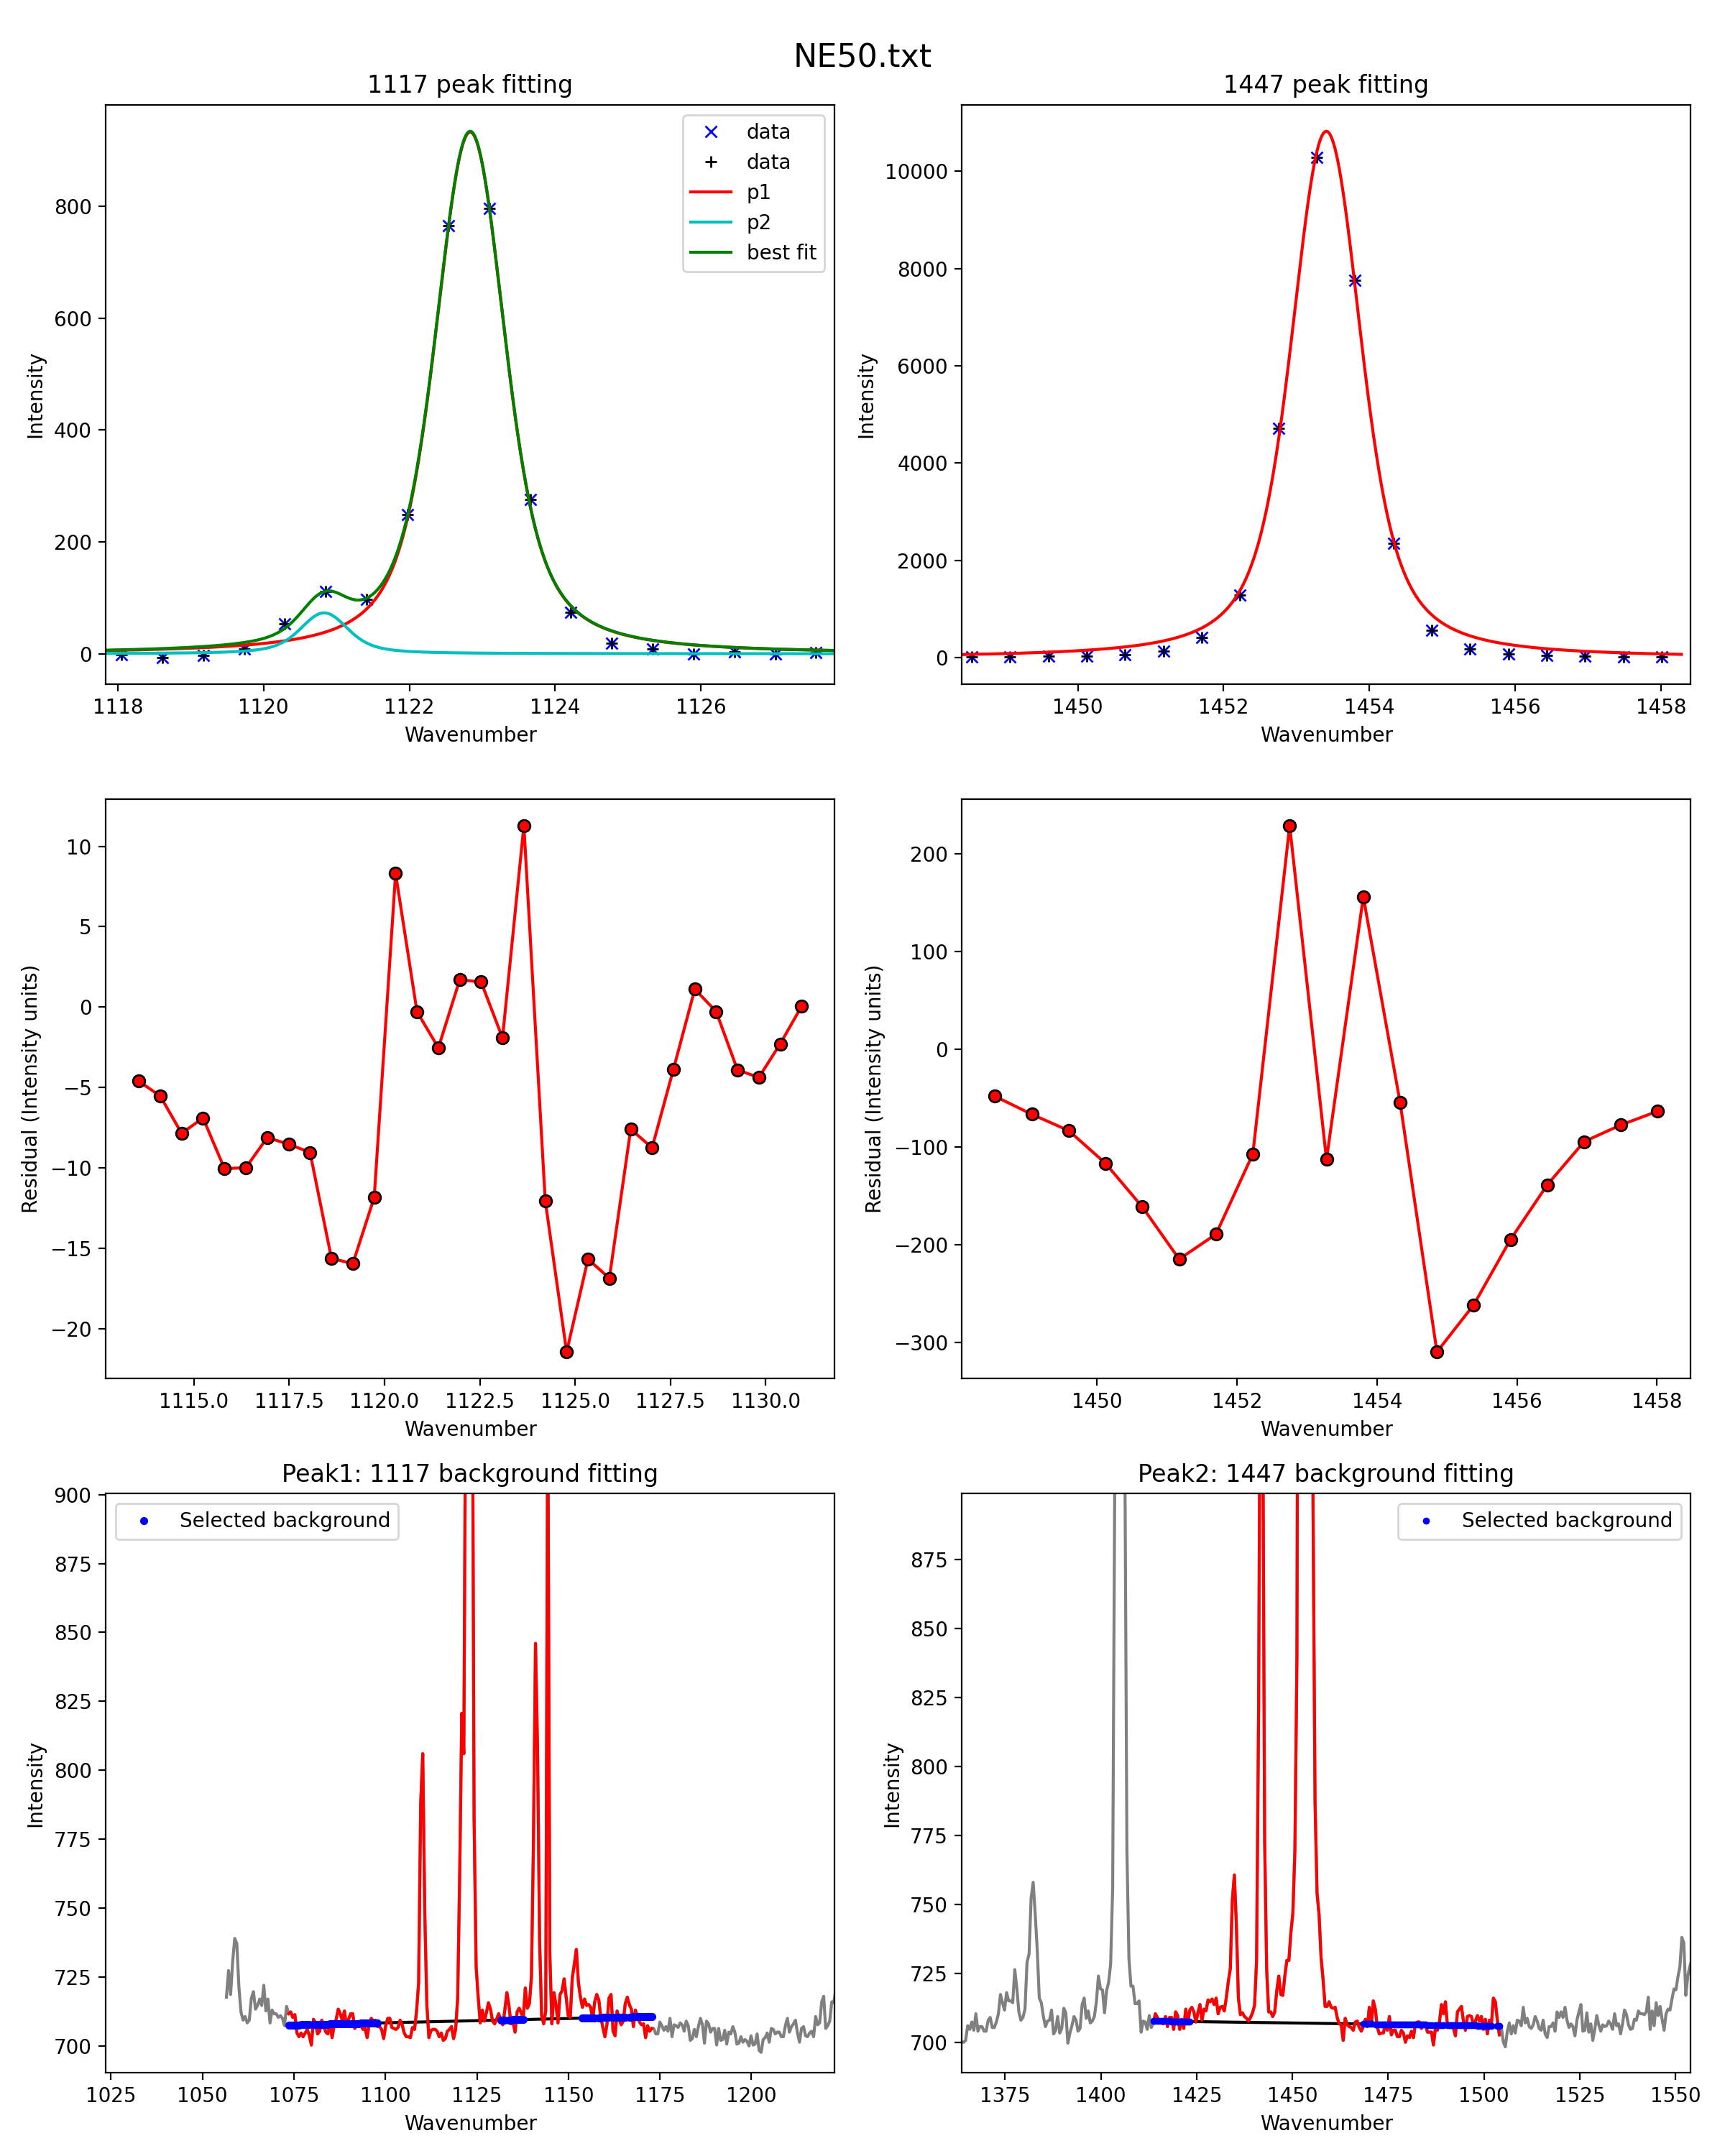 NE50.txt
1117 peak fitting
data
data
p1
p2
best fit
Intensity
0
200
400
600
800
1118 1120 1122 1124 1126
Wavenumber
1447 peak fitting
Intensity
0
2000
4000
6000
8000
10000
1450 1452 1454 1456 1458
Wavenumber
Residual (Intensity units)
10
5
0
−5
−10
−15
−20
1115.0 1117.5 1120.0 1122.5 1125.0 1127.5 1130.0
Wavenumber
Residual (Intensity units)
200
100
0
−100
−200
−300
1450 1452 1454 1456 1458
Wavenumber
Peak1: 1117 background fitting
Selected background
Intensity
900
875
850
825
800
775
750
725
700
1025 1050 1075 1100 1125 1150 1175 1200
Wavenumber
Peak2: 1447 background fitting
Selected background
Intensity
875
850
825
800
775
750
725
700
1375 1400 1425 1450 1475 1500 1525 1550
Wavenumber